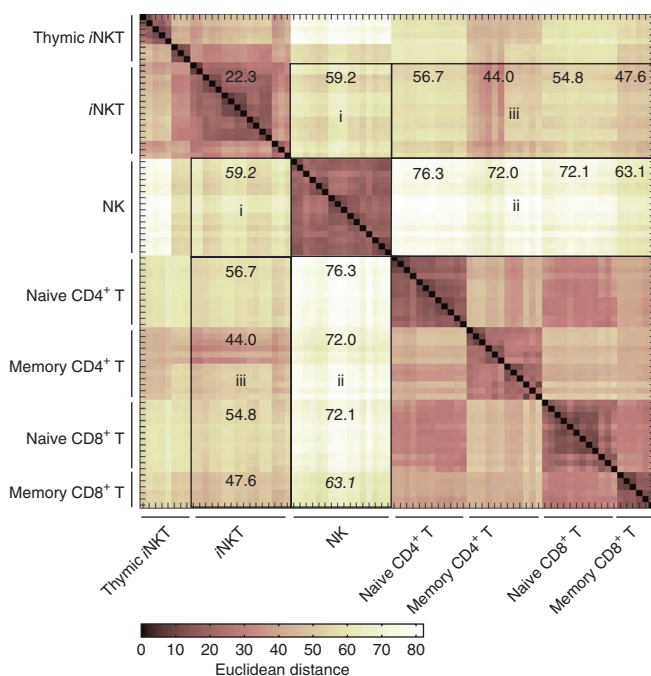 Thymic iNKT
iNKT
22.3 59.2 56.7 44.0 54.8 47.6
i iii
NK
59.2 76.3 72.0 72.1 63.1
i ii
Naive CD4+ T
56.7 76.3
Memory CD4+ T
44.0 72.0
iii ii
Naive CD8+ T
54.8 72.1
Memory CD8+ T
47.6 63.1
Thymic iNKT
iNKT
NK
Naive CD4+ T
Memory CD4+ T
Naive CD8+ T
Memory CD8+ T
0 10 20 30 40 50 60 70 80
Euclidean distance